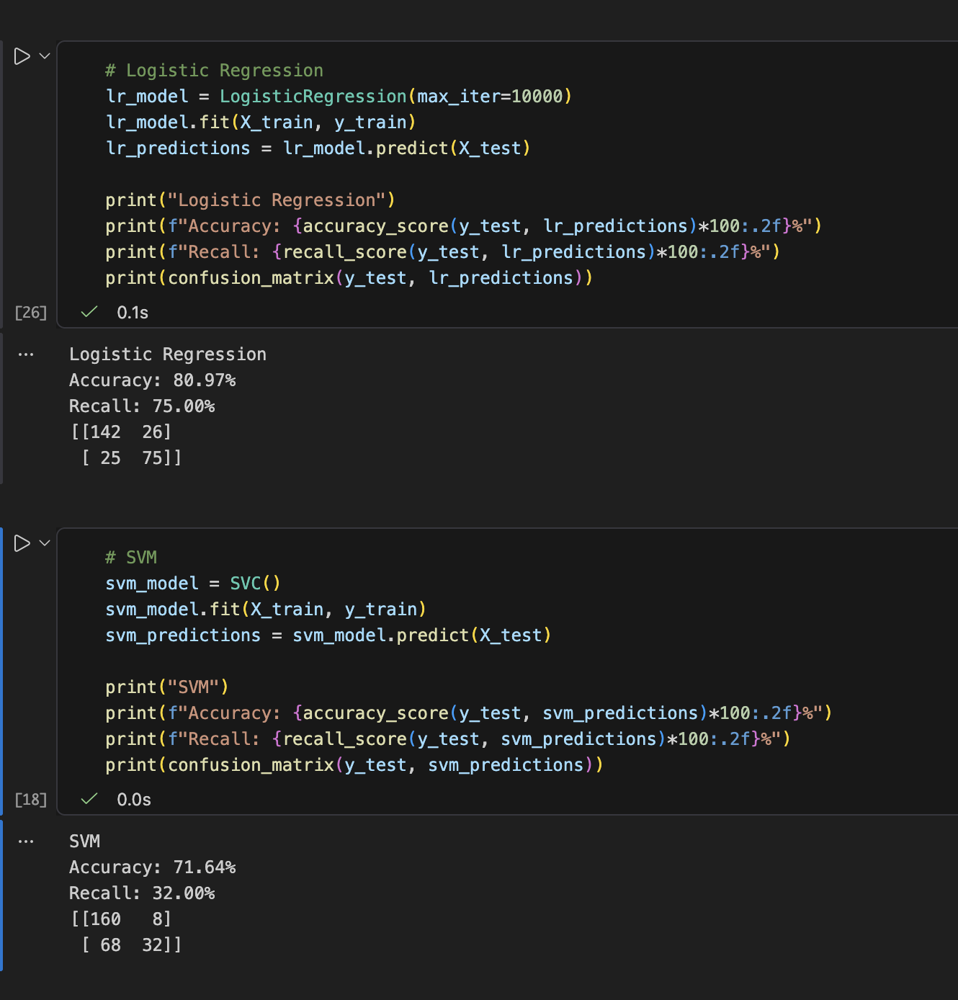 # Logistic Regression
lr_model = LogisticRegression(max_iter=10000)
lr_model.fit(X_train, y_train)
lr_predictions = lr_model.predict(X_test)
print("Logistic Regression")
print(f"Accuracy: {accuracy_score(y_test, lr_predictions)*100:.2f}%")
print(f"Recall: {recall_score(y_test, lr_predictions)*100:.2f}%")
print(confusion_matrix(y_test, lr_predictions))
[26] ✓ 0.1s
... Logistic Regression
Accuracy: 80.97%
Recall: 75.00%
[[142  26]
 [ 25  75]]
# SVM
svm_model = SVC()
svm_model.fit(X_train, y_train)
svm_predictions = svm_model.predict(X_test)
print("SVM")
print(f"Accuracy: {accuracy_score(y_test, svm_predictions)*100:.2f}%")
print(f"Recall: {recall_score(y_test, svm_predictions)*100:.2f}%")
print(confusion_matrix(y_test, svm_predictions))
[18] ✓ 0.0s
... SVM
Accuracy: 71.64%
Recall: 32.00%
[[160   8]
 [ 68  32]]